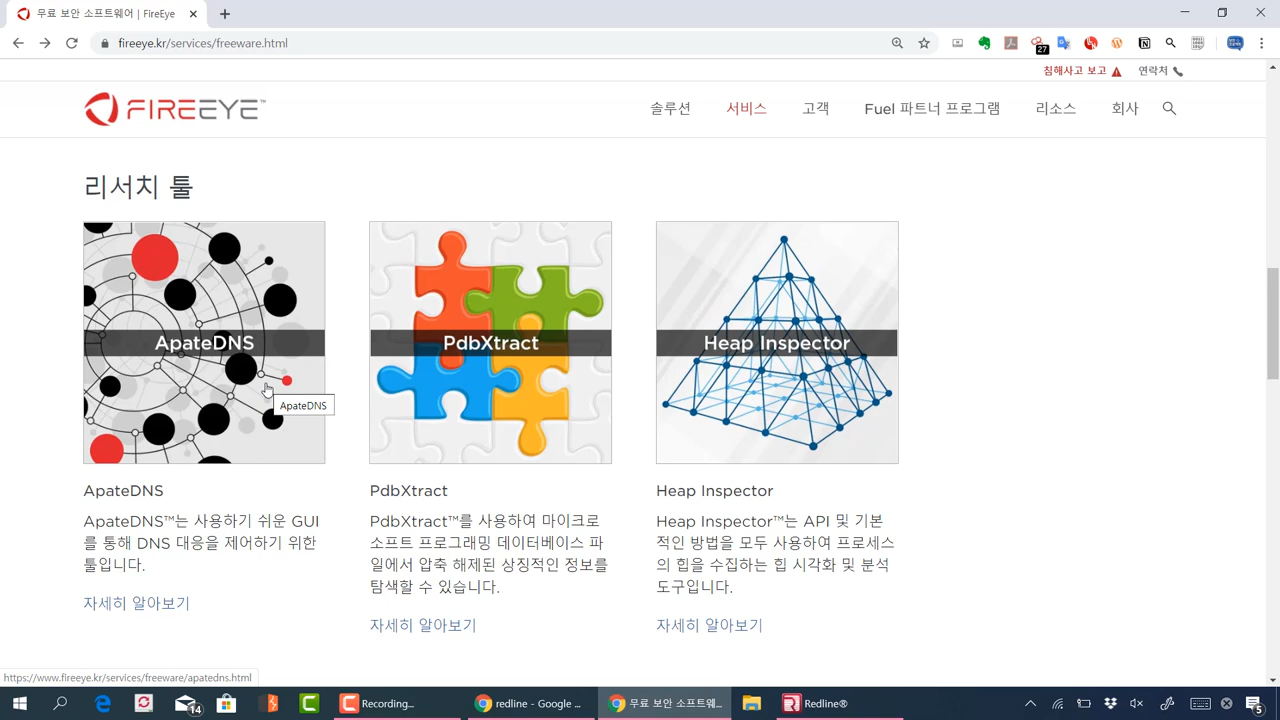 무료 보안 소프트웨어 | FireEye
fireeye.kr/services/freeware.html
27
침해사고 보고
연락처
FIREEYE™
솔루션
서비스
고객
Fuel 파트너 프로그램
리소스
회사
리서치 툴
ApateDNS
PdbXtract
Heap Inspector
ApateDNS
ApateDNS
ApateDNS™는 사용하기 쉬운 GUI
를 통해 DNS 대응을 제어하기 위한
툴입니다.
자세히 알아보기
PdbXtract
PdbXtract™를 사용하여 마이크로
소프트 프로그래밍 데이터베이스 파
일에서 압축 해제된 상징적인 정보를
탐색할 수 있습니다.
자세히 알아보기
Heap Inspector
Heap Inspector™는 API 및 기본
적인 방법을 모두 사용하여 프로세스
의 힙을 수집하는 힙 시각화 및 분석
도구입니다.
자세히 알아보기
https://www.fireeye.kr/services/freeware/apatedns.html
14
Recording...
redline - Google ...
무료 보안 소프트웨...
Redline®
5